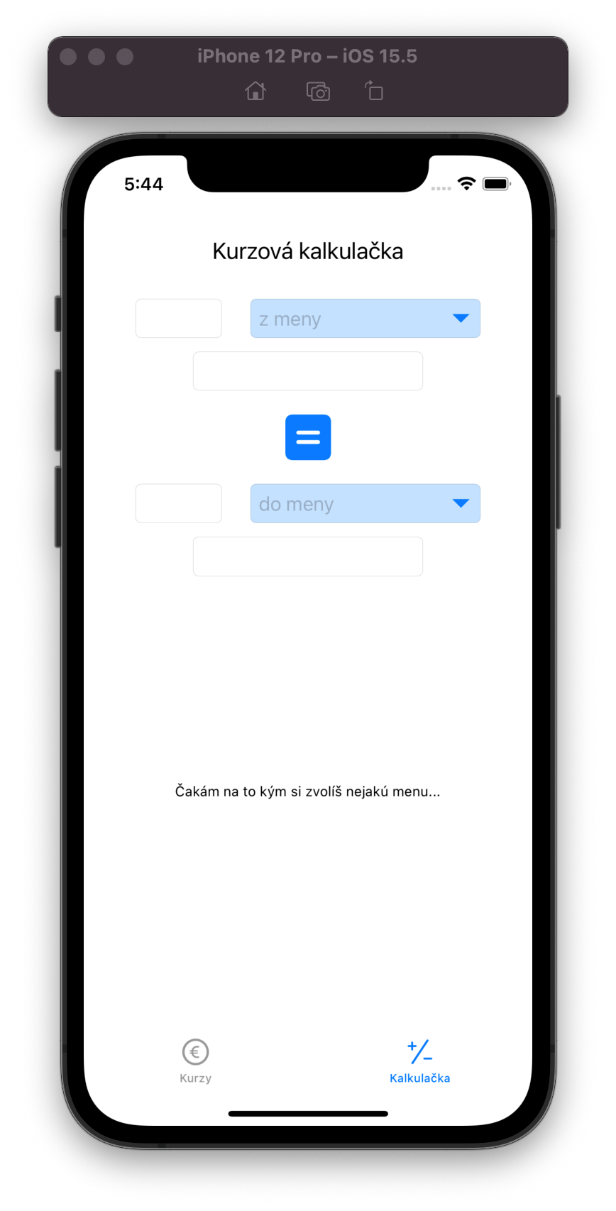 iPhone 12 Pro – iOS 15.5
5:44
Kurzová kalkulačka
z meny
do meny
Čakám na to kým si zvolíš nejakú menu...
Kurzy
Kalkulačka